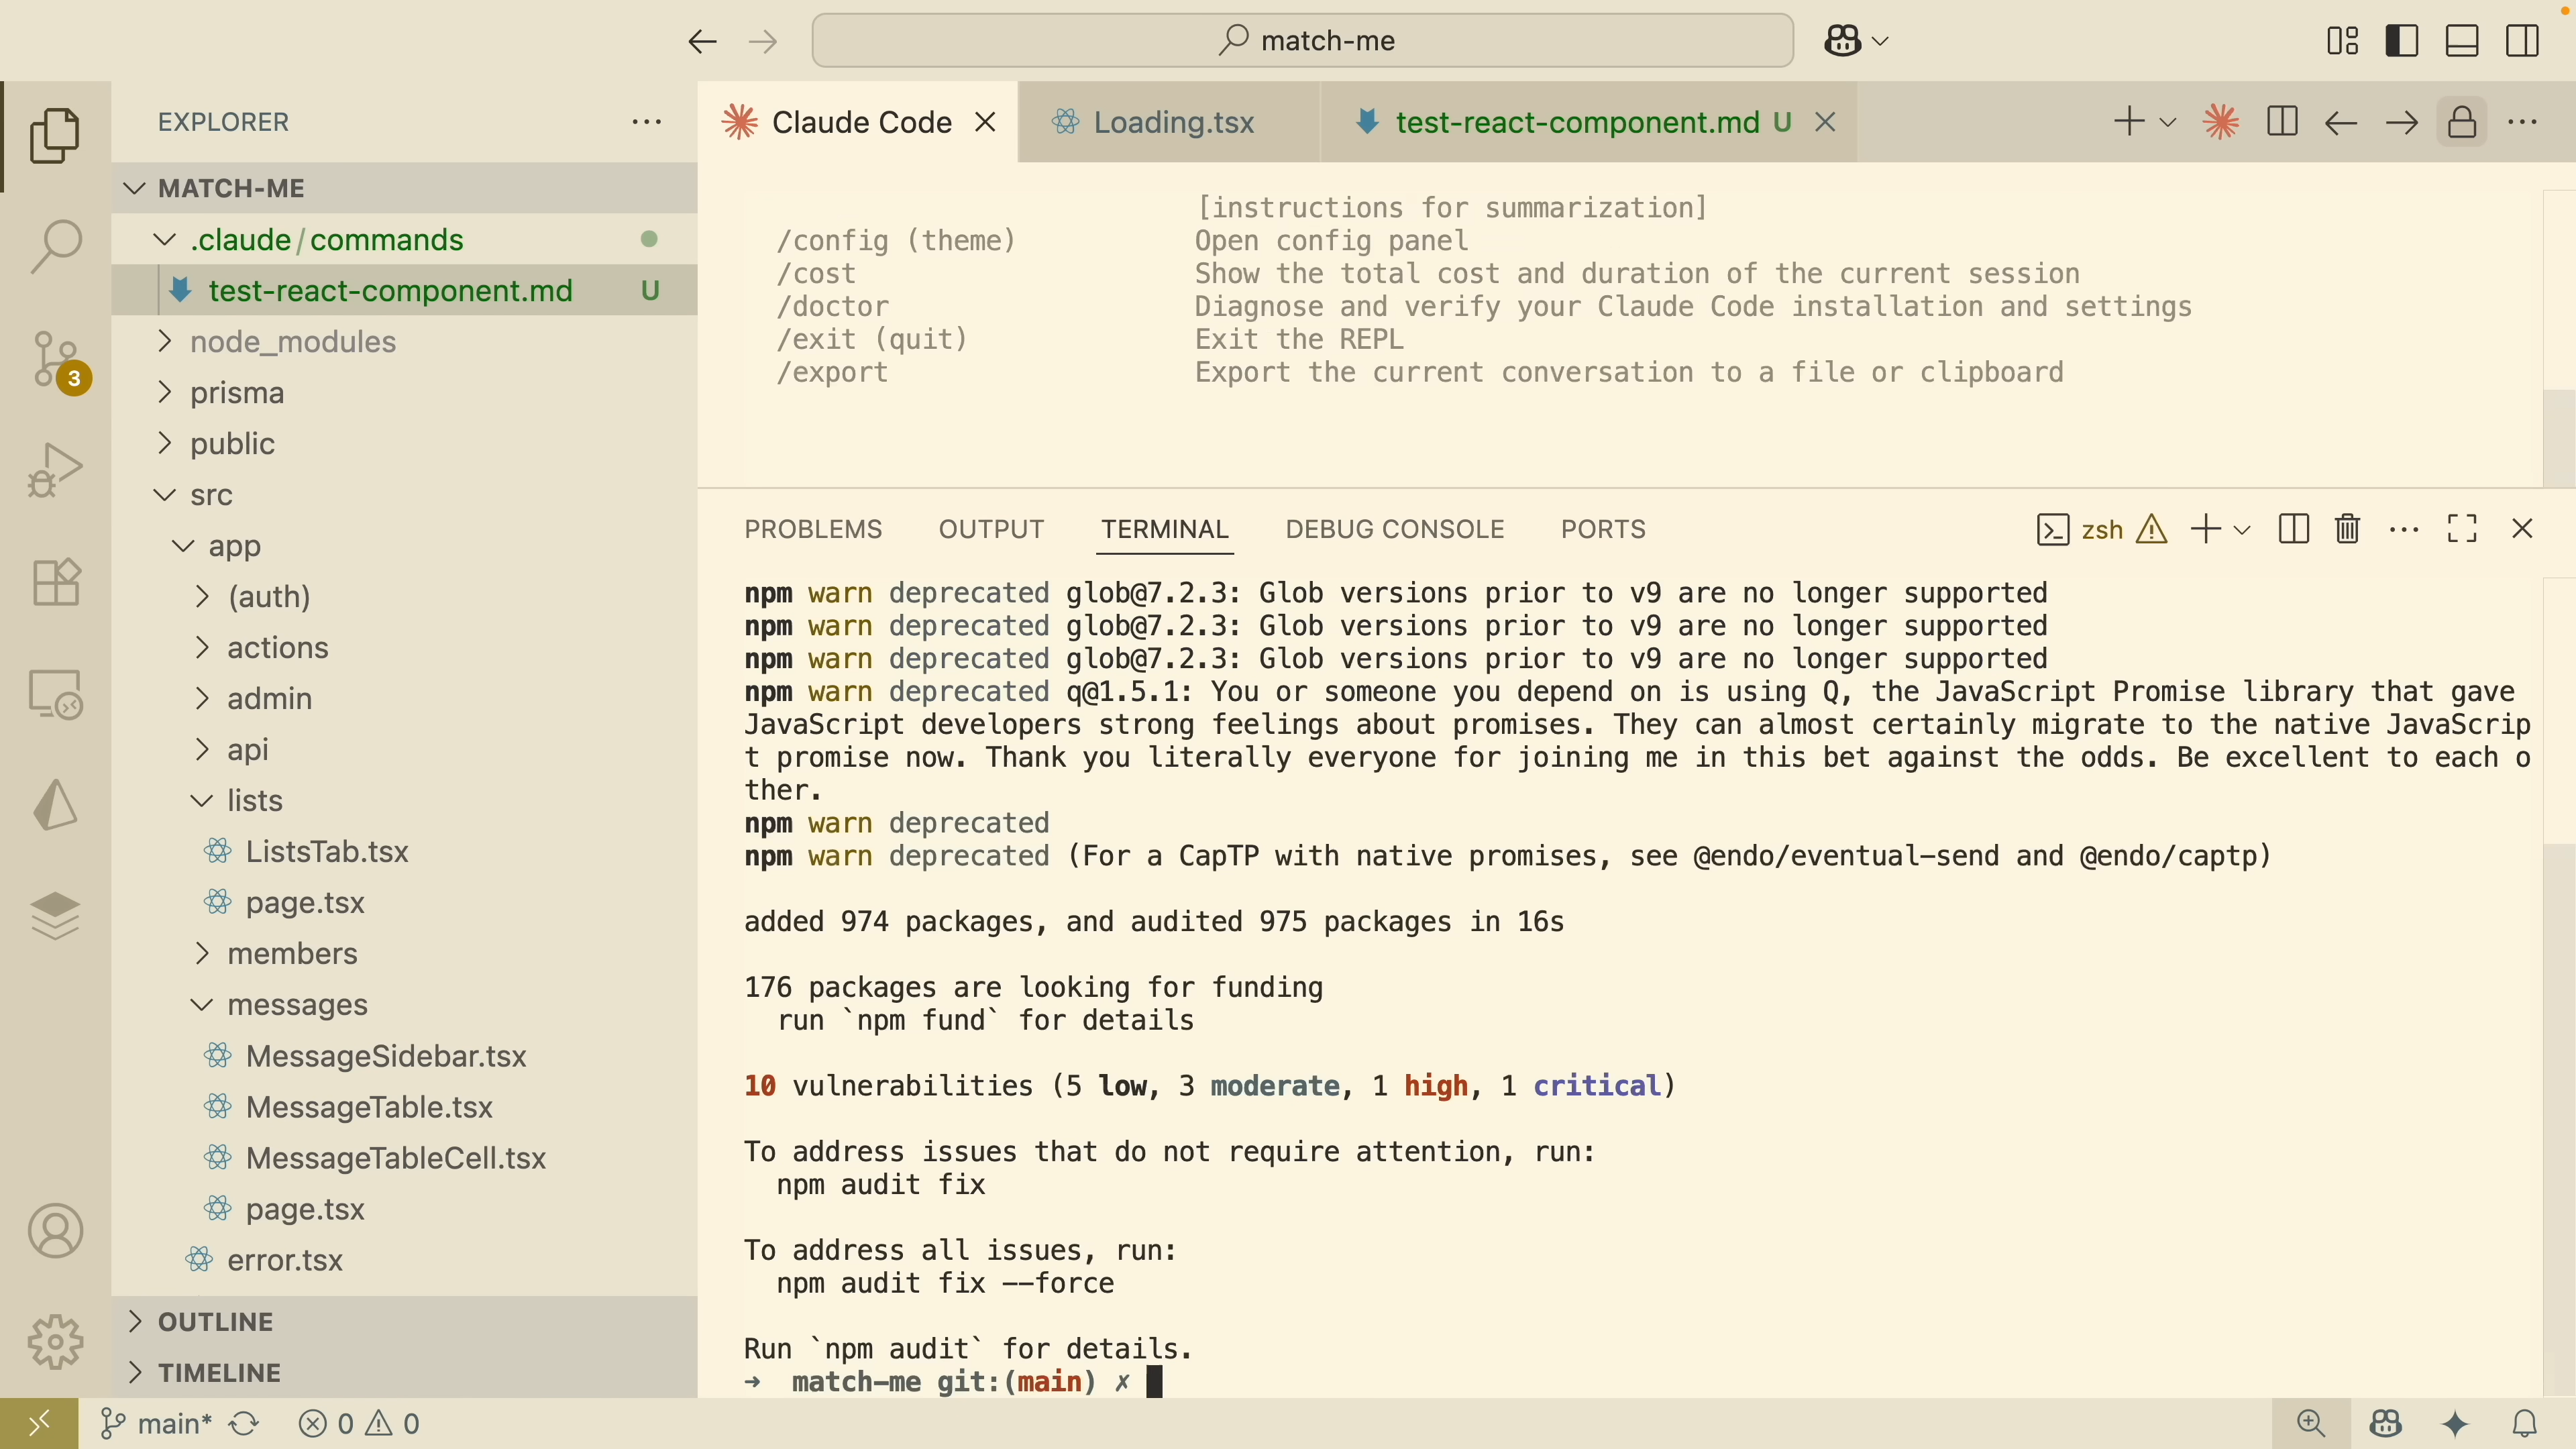 match-me
EXPLORER
MATCH-ME
.claude/commands
test-react-component.md U
node_modules
prisma
public
src
app
(auth)
actions
admin
api
lists
ListsTab.tsx
page.tsx
members
messages
MessageSidebar.tsx
MessageTable.tsx
MessageTableCell.tsx
page.tsx
error.tsx
OUTLINE
TIMELINE
3
Claude Code
Loading.tsx
test-react-component.md U
[instructions for summarization]
/config (theme) Open config panel
/cost Show the total cost and duration of the current session
/doctor Diagnose and verify your Claude Code installation and settings
/exit (quit) Exit the REPL
/export Export the current conversation to a file or clipboard
PROBLEMS OUTPUT TERMINAL DEBUG CONSOLE PORTS
zsh
npm warn deprecated glob@7.2.3: Glob versions prior to v9 are no longer supported
npm warn deprecated glob@7.2.3: Glob versions prior to v9 are no longer supported
npm warn deprecated glob@7.2.3: Glob versions prior to v9 are no longer supported
npm warn deprecated q@1.5.1: You or someone you depend on is using Q, the JavaScript Promise library that gave
JavaScript developers strong feelings about promises. They can almost certainly migrate to the native JavaScrip
t promise now. Thank you literally everyone for joining me in this bet against the odds. Be excellent to each o
ther.
npm warn deprecated
npm warn deprecated (For a CapTP with native promises, see @endo/eventual-send and @endo/captp)
added 974 packages, and audited 975 packages in 16s
176 packages are looking for funding
run `npm fund` for details
10 vulnerabilities (5 low, 3 moderate, 1 high, 1 critical)
To address issues that do not require attention, run:
npm audit fix
To address all issues, run:
npm audit fix --force
Run `npm audit` for details.
➜ match-me git:(main) ✗
main* 0 0